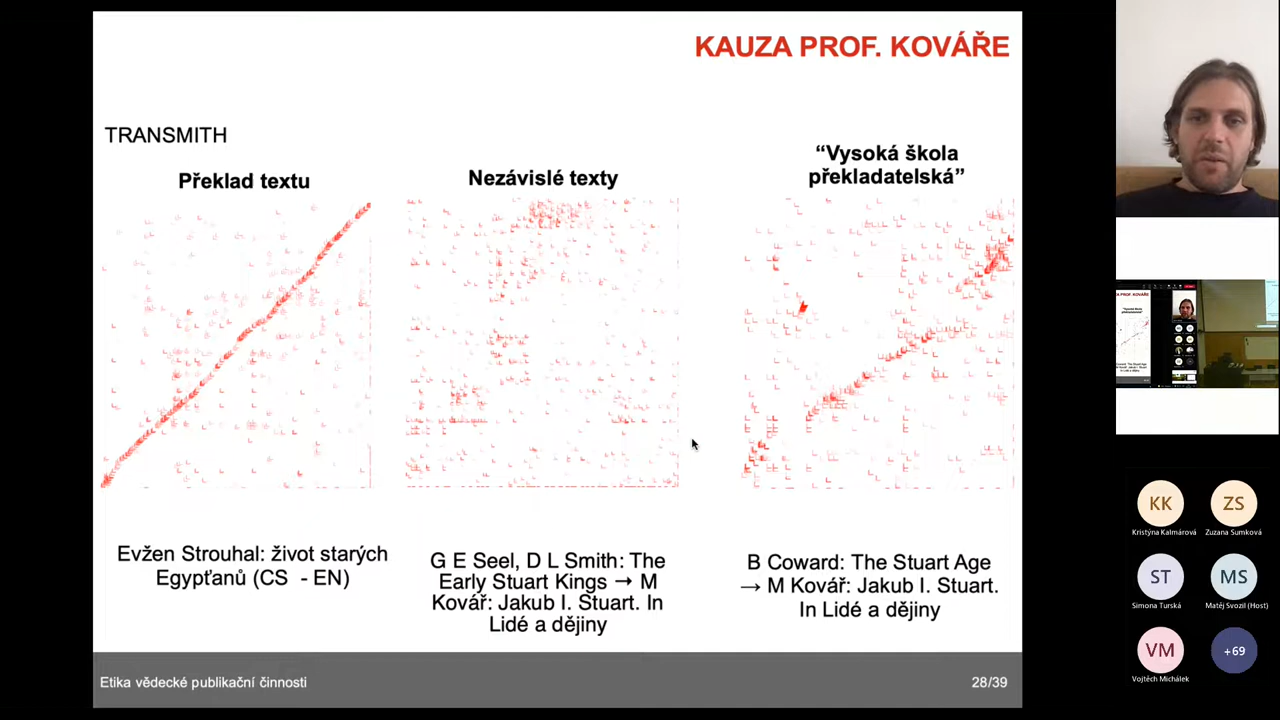 KAUZA PROF. KOVÁŘE
TRANSMITH
Překlad textu
Nezávislé texty
“Vysoká škola
překladatelská”
Evžen Strouhal: život starých
Egypťanů (CS - EN)
G E Seel, D L Smith: The
Early Stuart Kings → M
Kovář: Jakub I. Stuart. In
Lidé a dějiny
B Coward: The Stuart Age
→ M Kovář: Jakub I. Stuart.
In Lidé a dějiny
Etika vědecké publikační činnosti
28/39
KK
Kristýna Kalmárová
ZS
Zuzana Sumková
ST
Simona Turská
MS
Matěj Svozil (Host)
VM
Vojtěch Michálek
+69